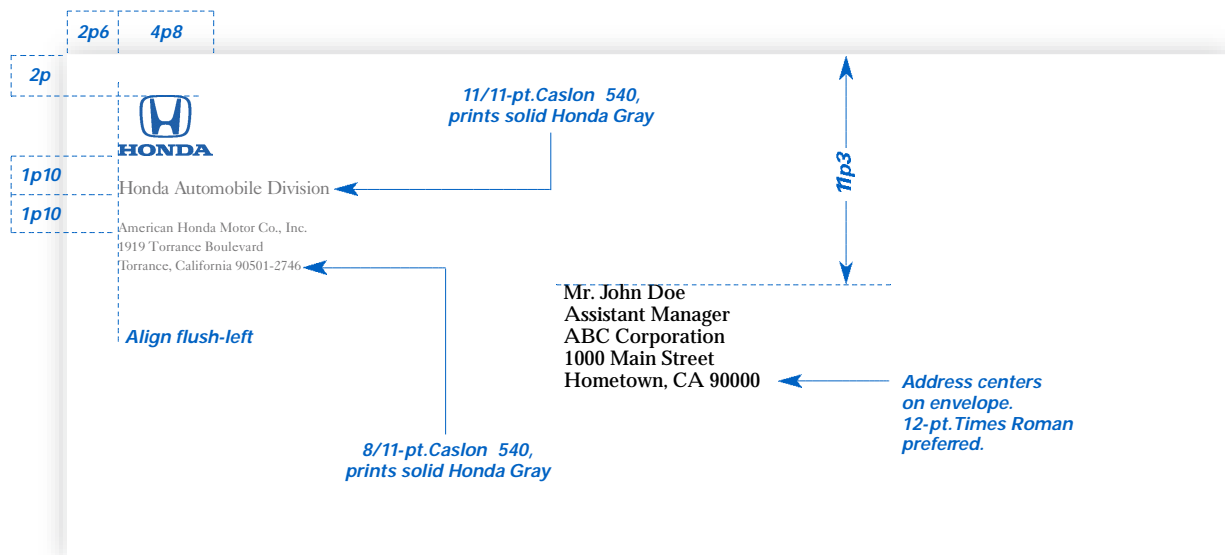 2p6 4p8
2p
11/11-pt.Caslon 540,
prints solid Honda Gray
HONDA
11p3
1p10
Honda Automobile Division
1p10
American Honda Motor Co., Inc.
1919 Torrance Boulevard
Torrance, California 90501-2746
Align flush-left
Mr. John Doe
Assistant Manager
ABC Corporation
1000 Main Street
Hometown, CA 90000
Address centers
on envelope.
12-pt.Times Roman
preferred.
8/11-pt.Caslon 540,
prints solid Honda Gray